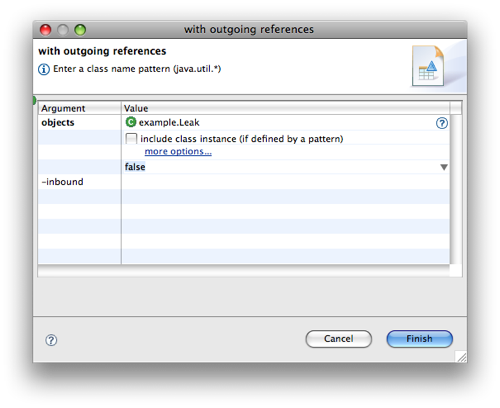 with outgoing references
with outgoing references
Enter a class name pattern (java.util.*)
Argument Value
objects example.Leak
include class instance (if defined by a pattern)
more options...
false
-inbound
Cancel Finish